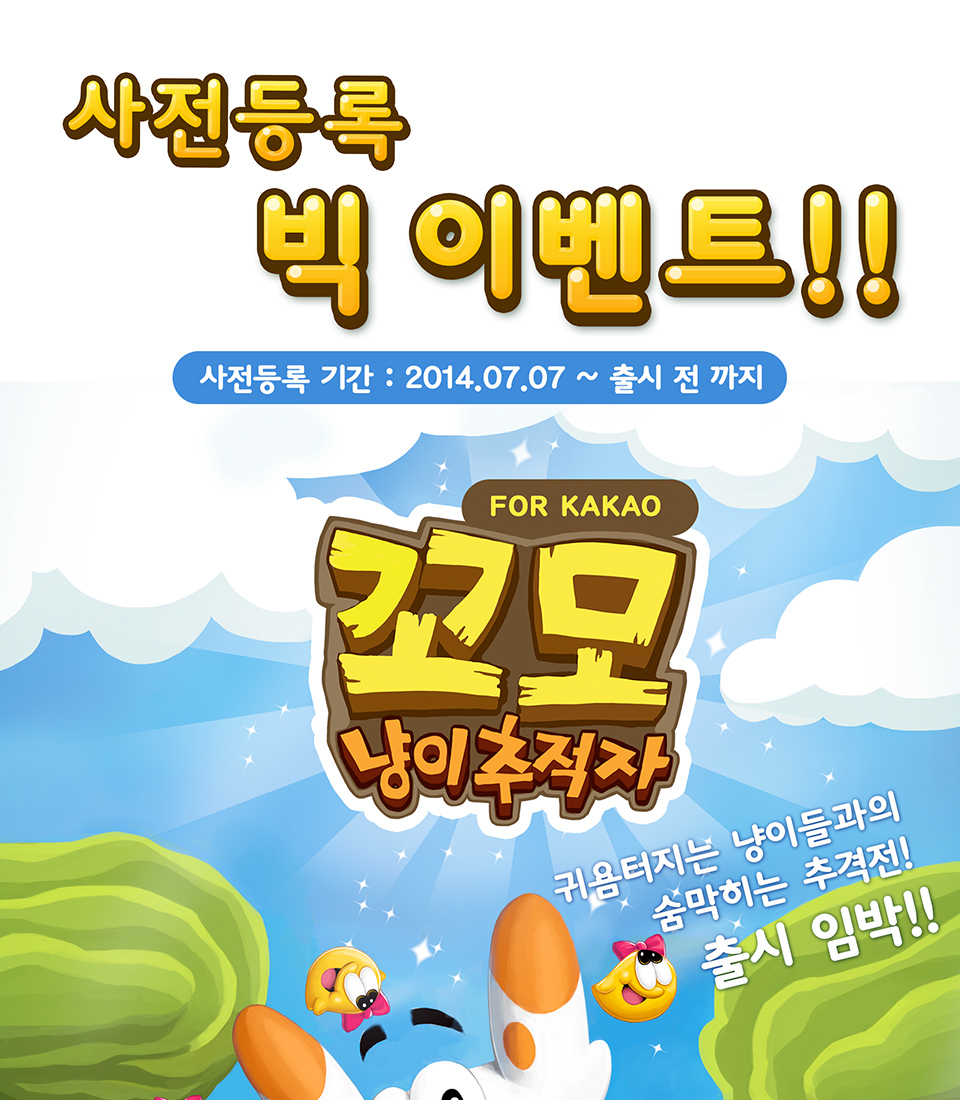 사전등록
빅 이벤트!!
사전등록 기간 : 2014.07.07 ~ 출시 전 까지
FOR KAKAO
꼬모
냥이추적자
귀욤터지는 냥이들과의
숨막히는 추격전!
출시 임박!!